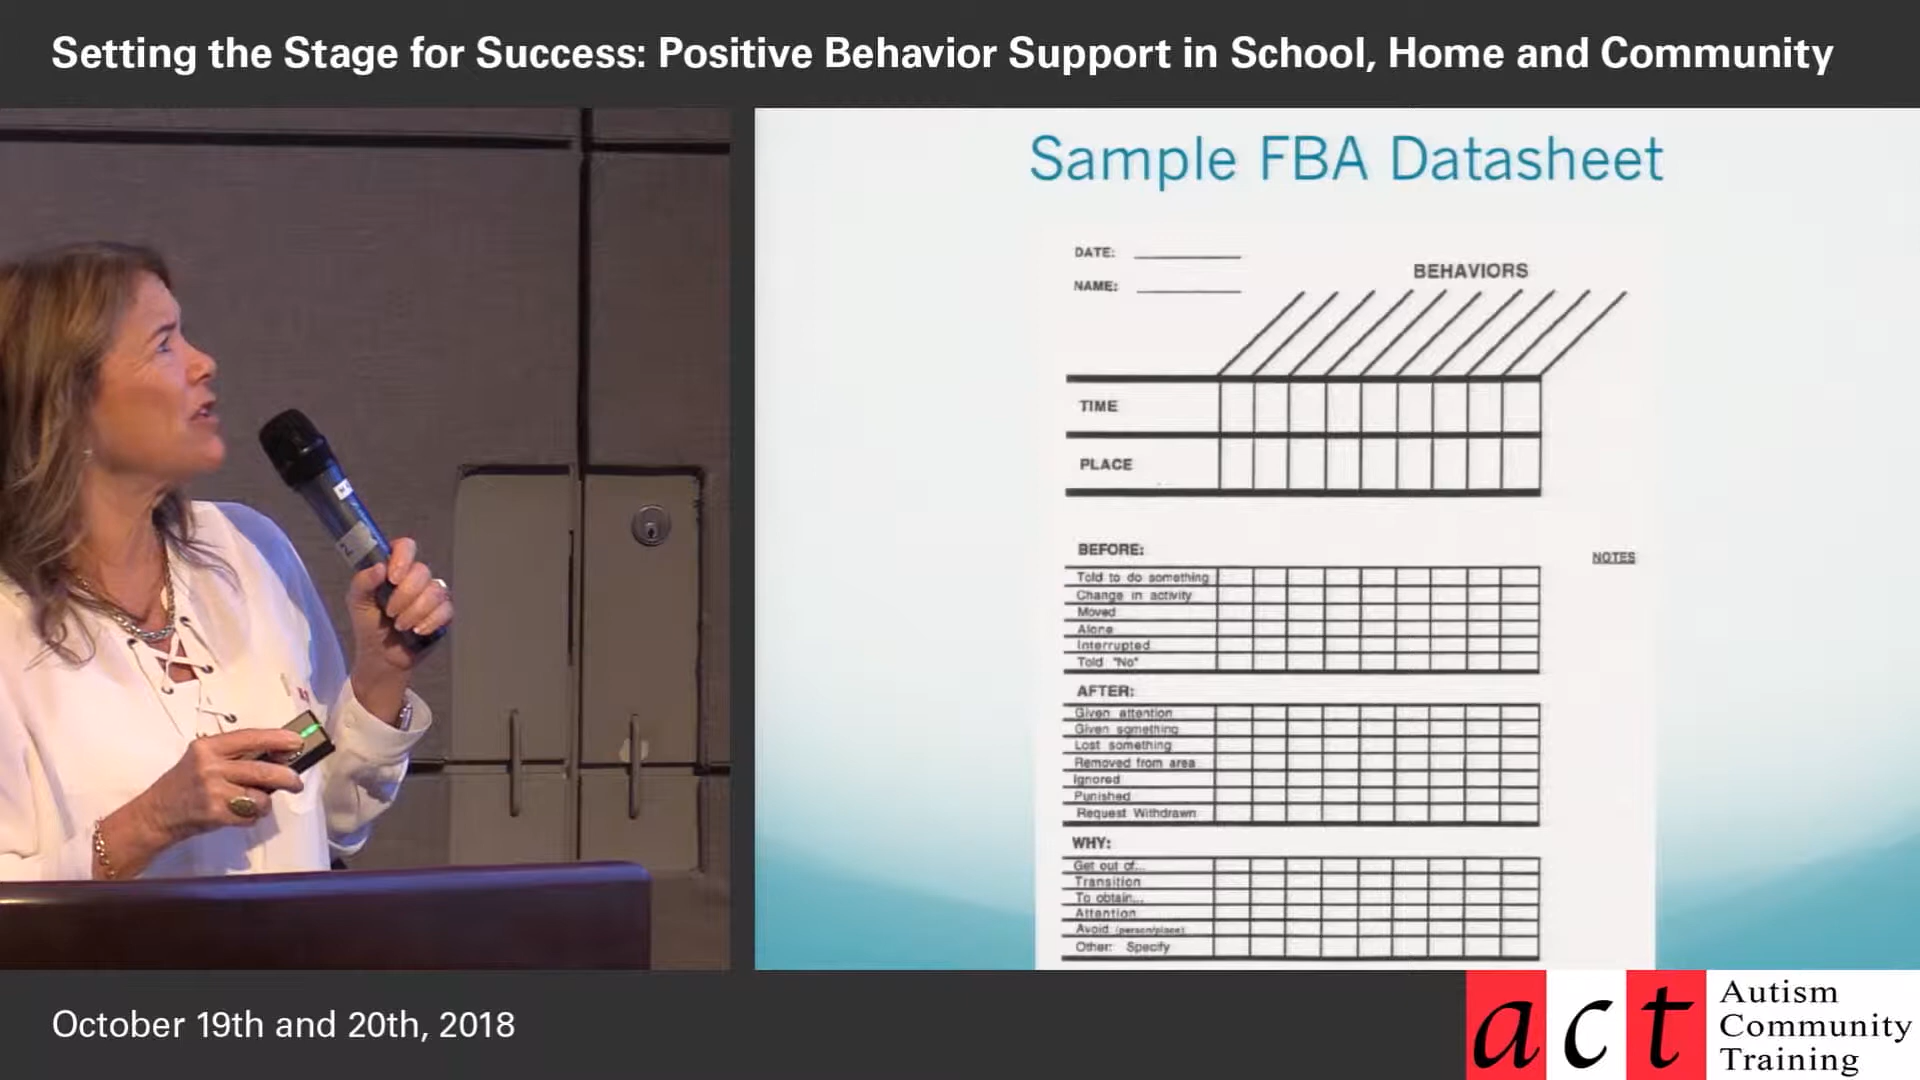 Setting the Stage for Success: Positive Behavior Support in School, Home and Community
Sample FBA Datasheet
DATE:
NAME:
BEHAVIORS
TIME
PLACE
BEFORE:
NOTES
Told to do something
Change in activity
Moved
Alone
Interrupted
Told "No"
AFTER:
Given attention
Given something
Lost something
Removed from area
Ignored
Punished
Request Withdrawn
WHY:
Get out of...
Transition
To obtain...
Attention
Avoid (person/place)
Other: Specify
October 19th and 20th, 2018
act
Autism
Community
Training